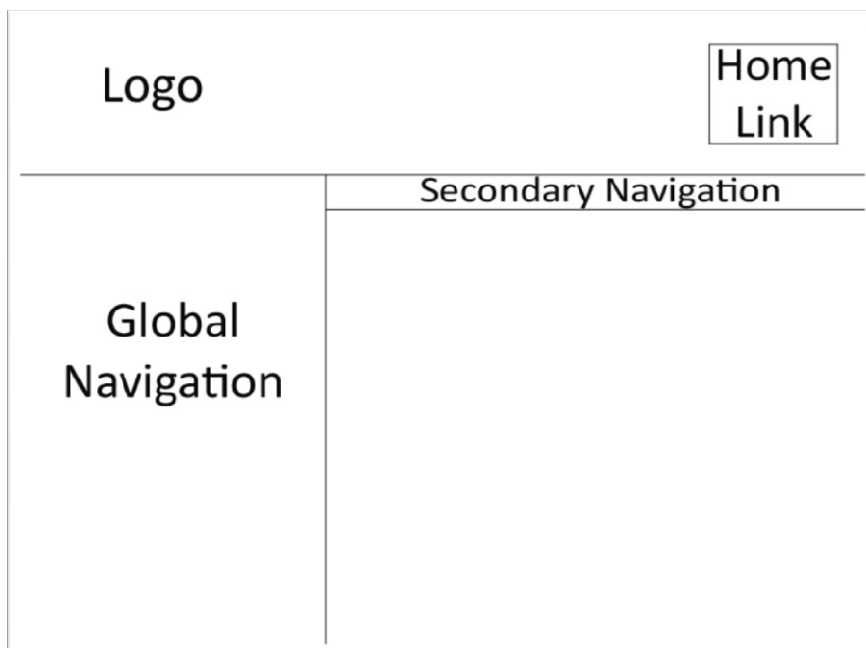 Logo
Home
Link
Secondary Navigation
Global
Navigation